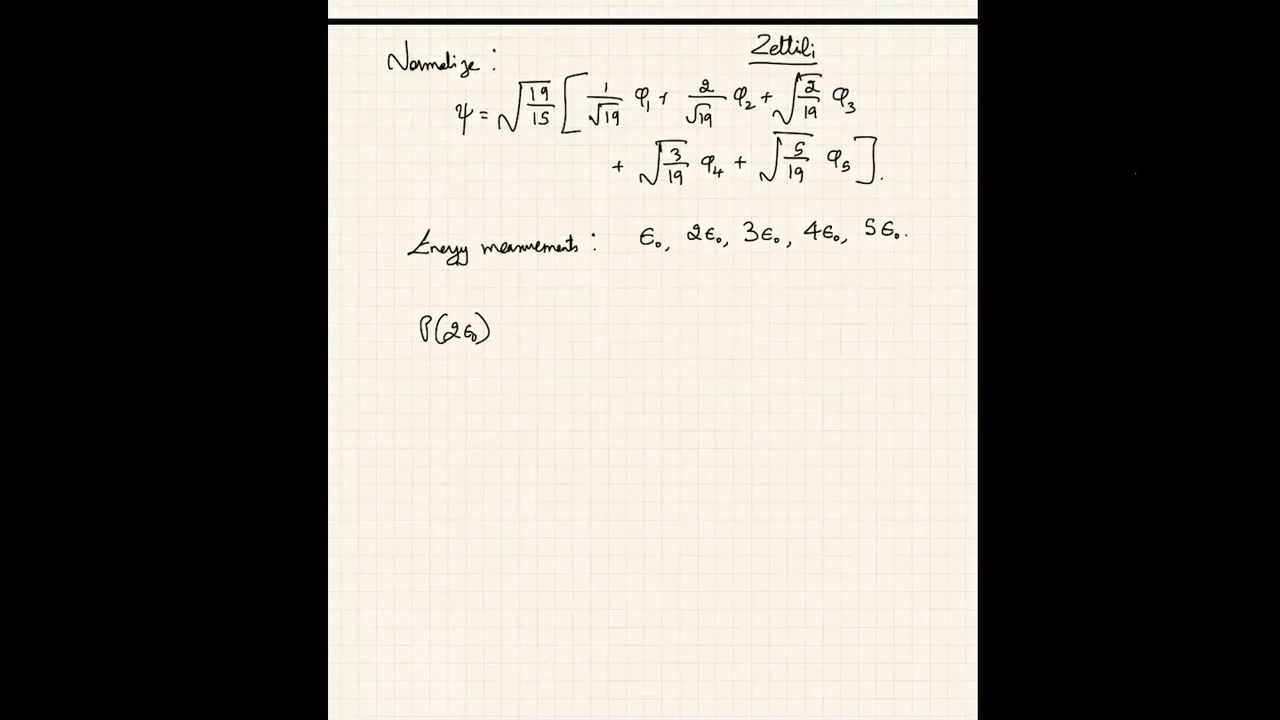 Zettili
Normalize :
ψ = √(19/15) [ 1/√19 φ₁ + 2/√19 φ₂ + √(2/19) φ₃
+ √(3/19) φ₄ + √(5/19) φ₅ ].
Energy measurements : ϵ₀, 2ϵ₀, 3ϵ₀, 4ϵ₀, 5ϵ₀.
P(2ϵ₀)